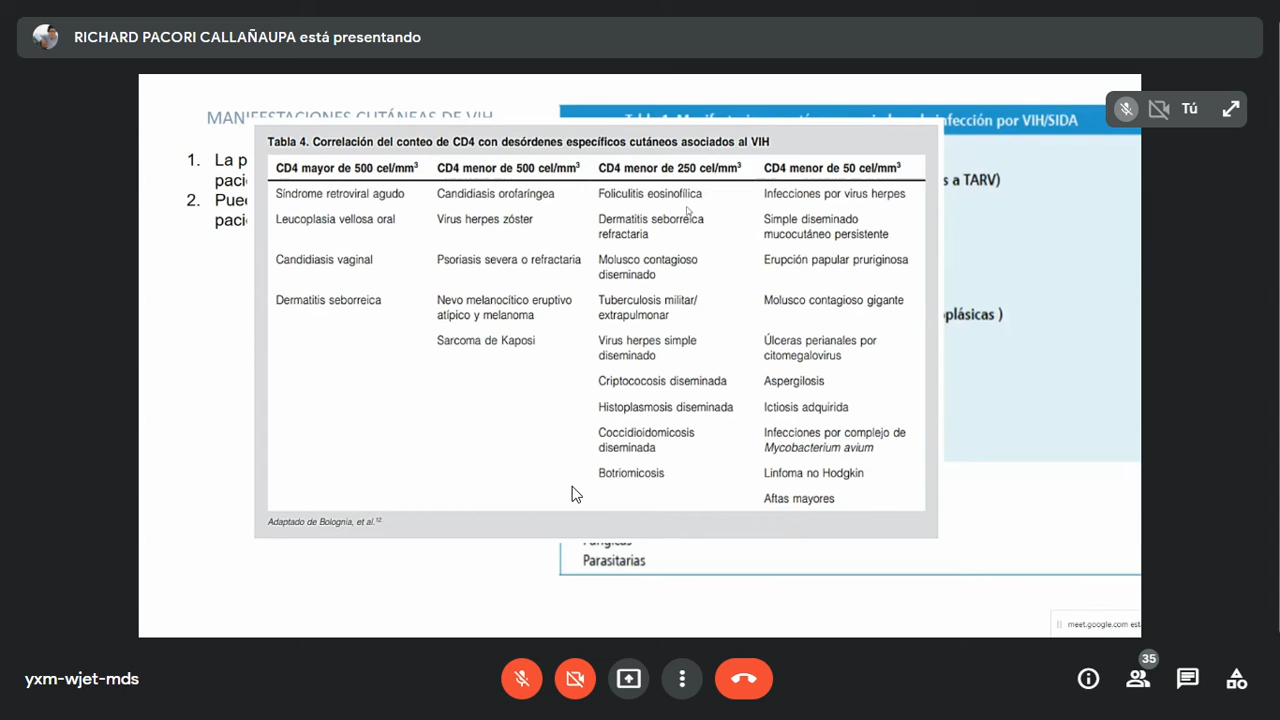 RICHARD PACORI CALLAÑAUPA está presentando
Tú
MANIFESTACIONES CUTÁNEAS DE VIH
infección por VIH/SIDA
1. La p
paci
2. Pue
paci
s a TARV)
plásicas )
Tabla 4. Correlación del conteo de CD4 con desórdenes específicos cutáneos asociados al VIH
CD4 mayor de 500 cel/mm³ CD4 menor de 500 cel/mm³ CD4 menor de 250 cel/mm³ CD4 menor de 50 cel/mm³
Síndrome retroviral agudo Candidiasis orofaríngea Foliculitis eosinofílica Infecciones por virus herpes
Leucoplasia vellosa oral Virus herpes zóster Dermatitis seborreica Simple diseminado
refractaria mucocutáneo persistente
Candidiasis vaginal Psoriasis severa o refractaria Molusco contagioso Erupción papular pruriginosa
diseminado
Dermatitis seborreica Nevo melanocítico eruptivo Tuberculosis militar/ Molusco contagioso gigante
atípico y melanoma extrapulmonar
Sarcoma de Kaposi Virus herpes simple Úlceras perianales por
diseminado citomegalovirus
Criptococosis diseminada Aspergilosis
Histoplasmosis diseminada Ictiosis adquirida
Coccidioidomicosis Infecciones por complejo de
diseminada Mycobacterium avium
Botriomicosis Linfoma no Hodgkin
Aftas mayores
Adaptado de Bolognia, et al.¹²
Fúngicas
Parasitarias
meet.google.com est
yxm-wjet-mds
35